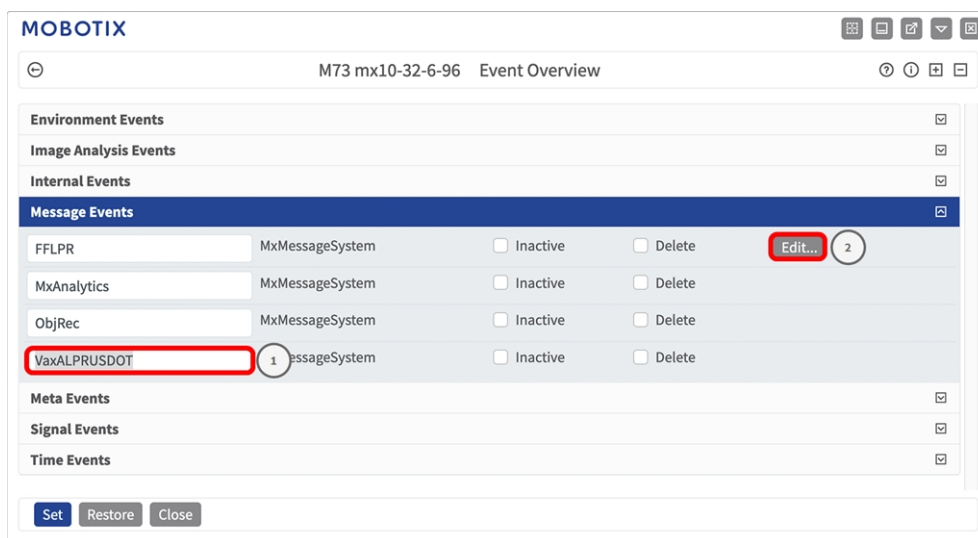 MOBOTIX
M73 mx10-32-6-96 Event Overview
Environment Events
Image Analysis Events
Internal Events
Message Events
FFLPR MxMessageSystem Inactive Delete Edit... 2
MxAnalytics MxMessageSystem Inactive Delete
ObjRec MxMessageSystem Inactive Delete
VaxALPRUSDOT 1 essageSystem Inactive Delete
Meta Events
Signal Events
Time Events
Set Restore Close